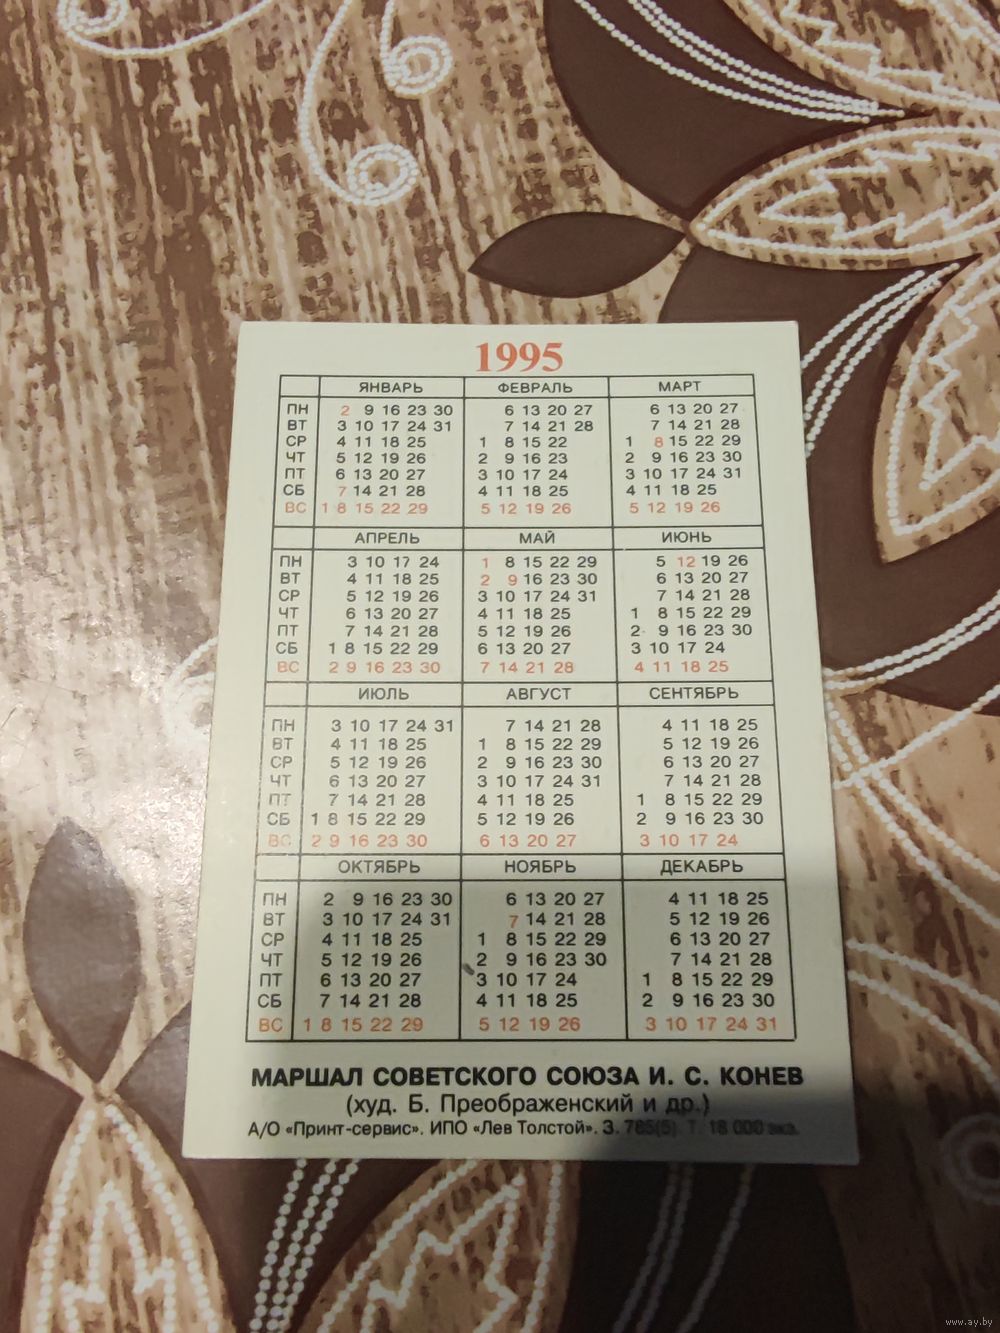 1995
ЯНВАРЬ ФЕВРАЛЬ МАРТ
ПН 2 9 16 23 30 6 13 20 27 6 13 20 27
ВТ 3 10 17 24 31 7 14 21 28 7 14 21 28
СР 4 11 18 25 1 8 15 22 1 8 15 22 29
ЧТ 5 12 19 26 2 9 16 23 2 9 16 23 30
ПТ 6 13 20 27 3 10 17 24 3 10 17 24 31
СБ 7 14 21 28 4 11 18 25 4 11 18 25
ВС 1 8 15 22 29 5 12 19 26 5 12 19 26
АПРЕЛЬ МАЙ ИЮНЬ
ПН 3 10 17 24 1 8 15 22 29 5 12 19 26
ВТ 4 11 18 25 2 9 16 23 30 6 13 20 27
СР 5 12 19 26 3 10 17 24 31 7 14 21 28
ЧТ 6 13 20 27 4 11 18 25 1 8 15 22 29
ПТ 7 14 21 28 5 12 19 26 2 9 16 23 30
СБ 1 8 15 22 29 6 13 20 27 3 10 17 24
ВС 2 9 16 23 30 7 14 21 28 4 11 18 25
ИЮЛЬ АВГУСТ СЕНТЯБРЬ
ПН 3 10 17 24 31 7 14 21 28 4 11 18 25
ВТ 4 11 18 25 1 8 15 22 29 5 12 19 26
СР 5 12 19 26 2 9 16 23 30 6 13 20 27
ЧТ 6 13 20 27 3 10 17 24 31 7 14 21 28
ПТ 7 14 21 28 4 11 18 25 1 8 15 22 29
СБ 1 8 15 22 29 5 12 19 26 2 9 16 23 30
ВС 2 9 16 23 30 6 13 20 27 3 10 17 24
ОКТЯБРЬ НОЯБРЬ ДЕКАБРЬ
ПН 2 9 16 23 30 6 13 20 27 4 11 18 25
ВТ 3 10 17 24 31 7 14 21 28 5 12 19 26
СР 4 11 18 25 1 8 15 22 29 6 13 20 27
ЧТ 5 12 19 26 2 9 16 23 30 7 14 21 28
ПТ 6 13 20 27 3 10 17 24 1 8 15 22 29
СБ 7 14 21 28 4 11 18 25 2 9 16 23 30
ВС 1 8 15 22 29 5 12 19 26 3 10 17 24 31
МАРШАЛ СОВЕТСКОГО СОЮЗА И. С. КОНЕВ
(худ. Б. Преображенский и др.)
А/О «Принт-сервис». ИПО «Лев Толстой». З. 765(5). Т. 18 000 экз.
www.ay.by